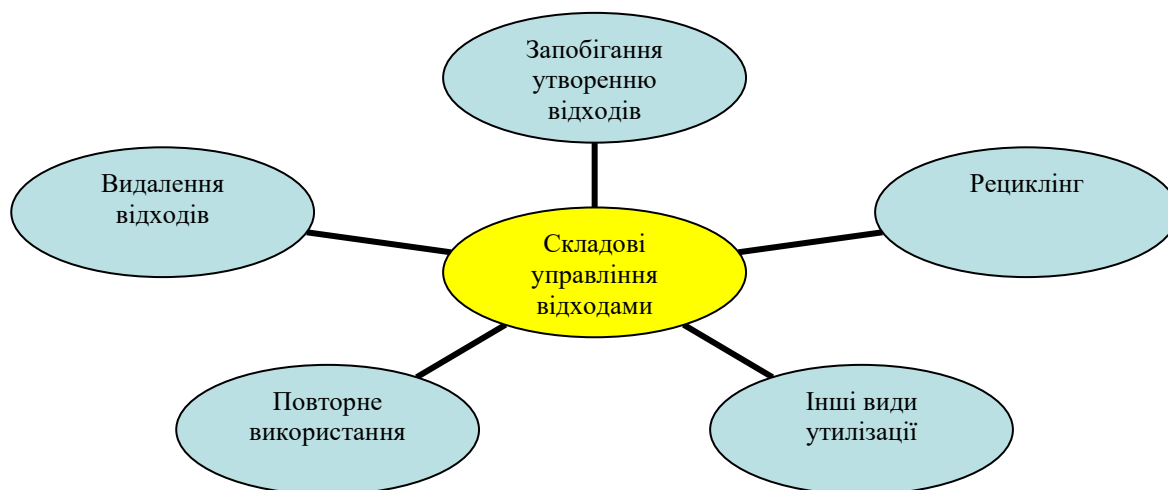 Запобігання
утворенню
відходів
Видалення
відходів
Рециклінг
Складові
управління
відходами
Повторне
використання
Інші види
утилізації